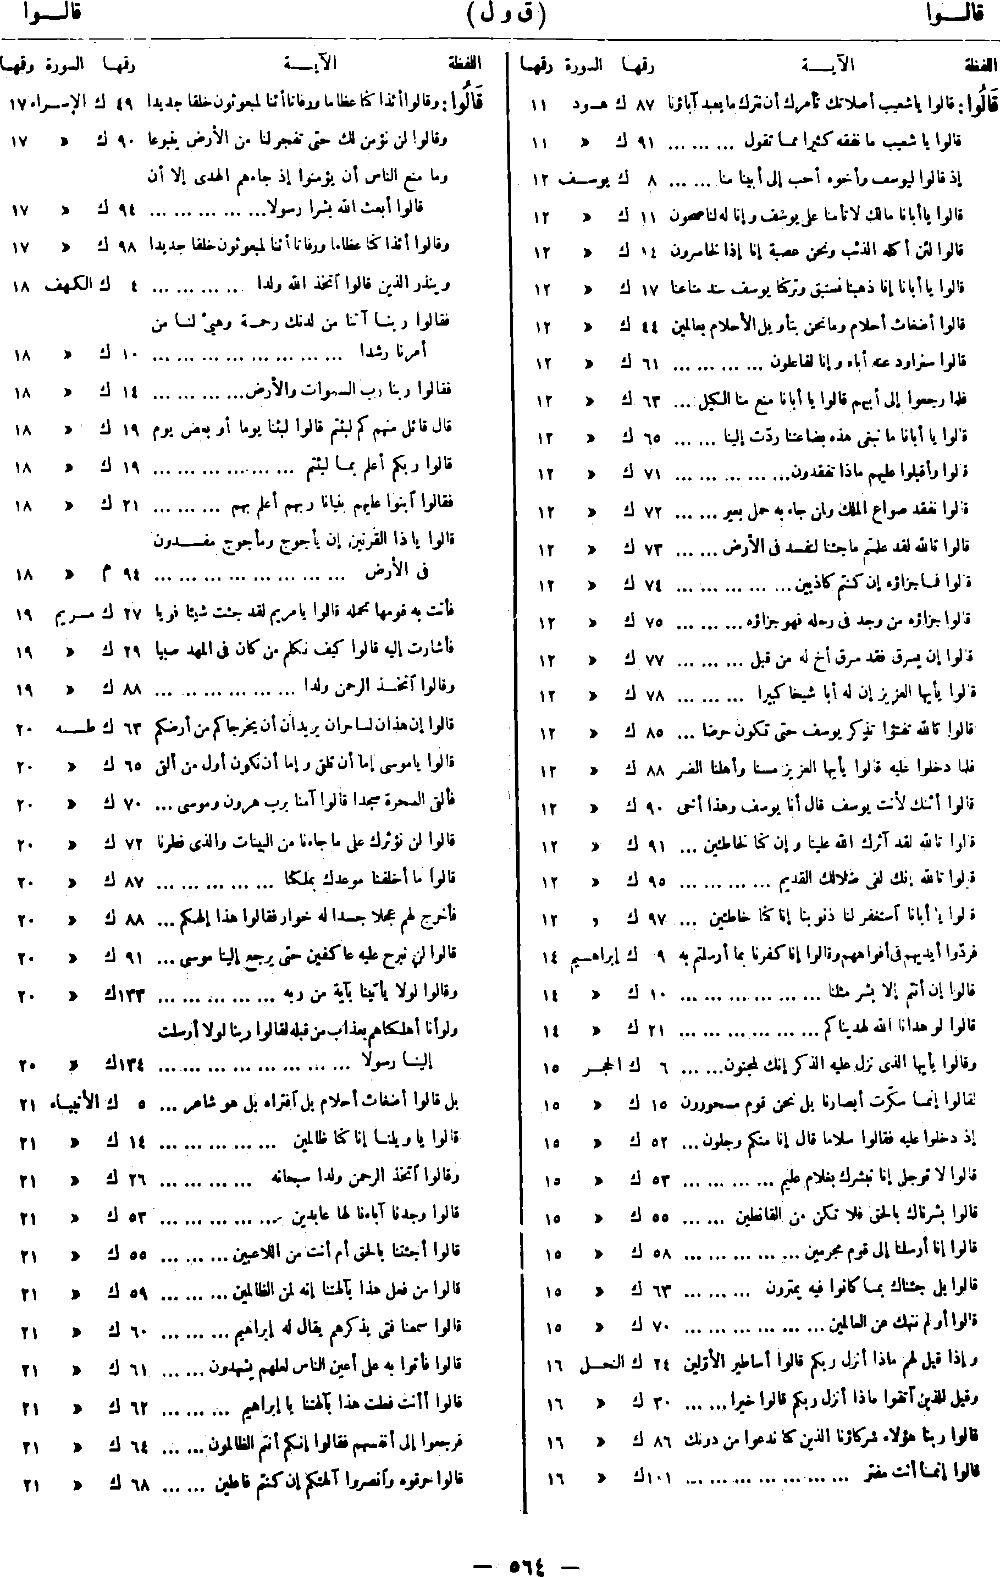 قالوا (ق و ل) قالوا
اللفظة الآية رقمها السورة رقمها
قَالُوا: قالوا ياشعيب أصلاتك تأمرك أن نترك ما يعبد آباؤنا ٨٧ ك هود ١١
قالوا ياشعيب ما نفقه كثيرا مما تقول ... ... ... ٩١ ك « ١١
إذ قالوا ليوسف وأخوه أحب إلى أبينا منا ... ... ٨ ك يوسف ١٢
قالوا يا أبانا مالك لا تأمنا على يوسف وإنا له لناصحون ١١ ك « ١٢
قالوا لئن أكله الذئب ونحن عصبة إنا إذا لخاسرون ١٤ ك « ١٢
قالوا يا أبانا إنا ذهبنا نستبق وتركنا يوسف عند متاعنا ١٧ ك « ١٢
قالوا أضغاث أحلام وما نحن بتأويل الأحلام بعالمين ٤٤ ك « ١٢
قالوا سنراود عنه أباه وإنا لفاعلون ... ... ... ... ٦١ ك « ١٢
فلما رجعوا إلى أبيهم قالوا يا أبانا منع منا الكيل ... ٦٣ ك « ١٢
قالوا يا أبانا ما نبغى هذه بضاعتنا ردّت إلينا ... ... ٦٥ ك « ١٢
قالوا وأقبلوا عليهم ماذا تفقدون... ... ... ... ... ٧١ ك « ١٢
قالوا نفقد صواع الملك ولمن جاء به حمل بعير ... ... ٧٢ ك « ١٢
قالوا تالله لقد علمتم ما جئنا لنفسد فى الأرض ... ... ٧٣ ك « ١٢
قالوا فما جزاؤه إن كنتم كاذبين... ... ... ... ... ٧٤ ك « ١٢
قالوا جزاؤه من وجد فى رحله فهو جزاؤه ... ... ... ٧٥ ك « ١٢
قالوا إن يسرق فقد سرق أخ له من قبل ... ... ... ٧٧ ك « ١٢
قالوا يأيها العزيز إن له أبا شيخا كبيرا ... ... ... ٧٨ ك « ١٢
قالوا تالله تفتؤا تذكر يوسف حتى تكون حرضا ... ٨٥ ك « ١٢
فلما دخلوا عليه قالوا يأيها العزيز مسنا وأهلنا الضر ٨٨ ك « ١٢
قالوا أئنك لأنت يوسف قال أنا يوسف وهذا أخى ٩٠ ك « ١٢
قالوا تالله لقد آثرك الله علينا وإن كنا لخاطئين ... ٩١ ك « ١٢
قالوا تالله إنك لفى ضلالك القديم ... ... ... ... ٩٥ ك « ١٢
قالوا يا أبانا آستغفر لنا ذنوبنا إنا كنا خاطئين ... ٩٧ ك « ١٢
فردّوا أيديهم فى أفواههم وقالوا إنا كفرنا بما أرسلتم به ٩ ك إبراهيم ١٤
قالوا إن أنتم إلا بشر مثلنا ... ... ... ... ... ... ١٠ ك « ١٤
قالوا لو هدانا الله لهديناكم ... ... ... ... ... ... ٢١ ك « ١٤
وقالوا يأيها الذى نزل عليه الذكر إنك لمجنون... ... ٦ ك الحجر ١٥
لقالوا إنما سكّرت أبصارنا بل نحن قوم مسحورون ١٥ ك « ١٥
إذ دخلوا عليه فقالوا سلاما قال إنا منكم وجلون... ٥٢ ك « ١٥
قالوا لا توجل إنا نبشرك بغلام عليم ... ... ... ... ٥٣ ك « ١٥
قالوا بشرناك بالحق فلا تكن من القانطين ... ... ٥٥ ك « ١٥
قالوا إنا أرسلنا إلى قوم مجرمين ... ... ... ... ... ٥٨ ك « ١٥
قالوا بل جئناك بما كانوا فيه يمترون ... ... ... ٦٣ ك « ١٥
قالوا أو لم ننهك عن العالمين... ... ... ... ... ... ٧٠ ك « ١٥
وإذا قيل لهم ماذا أنزل ربكم قالوا أساطير الأوّلين ٢٤ ك النحل ١٦
وقيل للذين آتقوا ماذا أنزل ربكم قالوا خيرا ... ... ٣٠ ك « ١٦
قالوا ربنا هؤلاء شركاؤنا الذين كنا ندعوا من دونك ٨٦ ك « ١٦
قالوا إنما أنت مفتر ... ... ... ... ... ... ... ... ١٠١ك « ١٦
اللفظة الآية رقمها السورة رقمها
قَالُوا: وقالوا أئذا كنا عظاما ورفاتا أئنا لمبعوثون خلقا جديدا ٤٩ ك الإسراء ١٧
وقالوا لن نؤمن لك حتى تفجر لنا من الأرض ينبوعا ٩٠ ك « ١٧
وما منع الناس أن يؤمنوا إذ جاءهم الهدى إلا أن
قالوا أبعث الله بشرا رسولا... ... ... ... ... ٩٤ ك « ١٧
وقالوا أئذا كنا عظاما ورفاتا أئنا لمبعوثون خلقا جديدا ٩٨ ك « ١٧
وينذر الذين قالوا آتخذ الله ولدا ... ... ... ... ٤ ك الكهف ١٨
فقالوا ربنا آتنا من لدنك رحمة وهيئ لنا من
أمرنا رشدا ... ... ... ... ... ... ... ... ١٠ ك « ١٨
فقالوا ربنا رب السموات والأرض... ... ... ... ١٤ ك « ١٨
قال قائل منهم كم لبثتم قالوا لبثنا يوما أو بعض يوم ١٩ ك « ١٨
قالوا ربكم أعلم بما لبثتم ... ... ... ... ... ... ١٩ ك « ١٨
فقالوا آبنوا عليهم بنيانا ربهم أعلم بهم ... ... ... ٢١ ك « ١٨
قالوا ياذا القرنين إن يأجوج ومأجوج مفسدون
فى الأرض ... ... ... ... ... ... ... ... ٩٤ م « ١٨
فأتت به قومها تحمله قالوا يامريم لقد جئت شيئا فريا ٢٧ ك مريم ١٩
فأشارت إليه قالوا كيف نكلم من كان فى المهد صبيا ٢٩ ك « ١٩
وقالوا آتخذ الرحمن ولدا ... ... ... ... ... ... ٨٨ ك « ١٩
قالوا إن هذان لساحران يريدان أن يخرجاكم من أرضكم ٦٣ ك طه ٢٠
قالوا ياموسى إما أن تلقى وإما أن نكون أول من ألقى ٦٥ ك « ٢٠
فألقى السحرة سجدا قالوا آمنا برب هرون وموسى ... ٧٠ ك « ٢٠
قالوا لن نؤثرك على ما جاءنا من البينات والذى فطرنا ٧٢ ك « ٢٠
قالوا ما أخلفنا موعدك بملكنا ... ... ... ... ... ٨٧ ك « ٢٠
فأخرج لهم عجلا جسدا له خوار فقالوا هذا إلهكم ... ٨٨ ك « ٢٠
قالوا لن نبرح عليه عاكفين حتى يرجع إلينا موسى ... ٩١ ك « ٢٠
وقالوا لولا يأتينا بآية من ربه ... ... ... ... ... ١٣٣ك « ٢٠
ولو أنا أهلكناهم بعذاب من قبله لقالوا ربنا لولا أرسلت
إلينا رسولا ... ... ... ... ... ... ... ... ١٣٤ك « ٢٠
بل قالوا أضغاث أحلام بل آفتراه بل هو شاعر ... ٥ ك الأنبياء ٢١
قالوا يا ويلنا إنا كنا ظالمين ... ... ... ... ... ١٤ ك « ٢١
وقالوا آتخذ الرحمن ولدا سبحانه ... ... ... ... ٢٦ ك « ٢١
قالوا وجدنا آباءنا لها عابدين ... ... ... ... ... ٥٣ ك « ٢١
قالوا أجئتنا بالحق أم أنت من اللاعبين ... ... ... ٥٥ ك « ٢١
قالوا من فعل هذا بآلهتنا إنه لمن الظالمين ... ... ... ٥٩ ك « ٢١
قالوا سمعنا فتى يذكرهم يقال له إبراهيم ... ... ... ٦٠ ك « ٢١
قالوا فأتوا به على أعين الناس لعلهم يشهدون ... ... ٦١ ك « ٢١
قالوا أأنت فعلت هذا بآلهتنا يا إبراهيم ... ... ... ٦٢ ك « ٢١
فرجعوا إلى أنفسهم فقالوا إنكم أنتم الظالمون ... ... ٦٤ ك « ٢١
قالوا حرقوه وآنصروا آلهتكم إن كنتم فاعلين ... ... ٦٨ ك « ٢١
— ٥٦٤ —